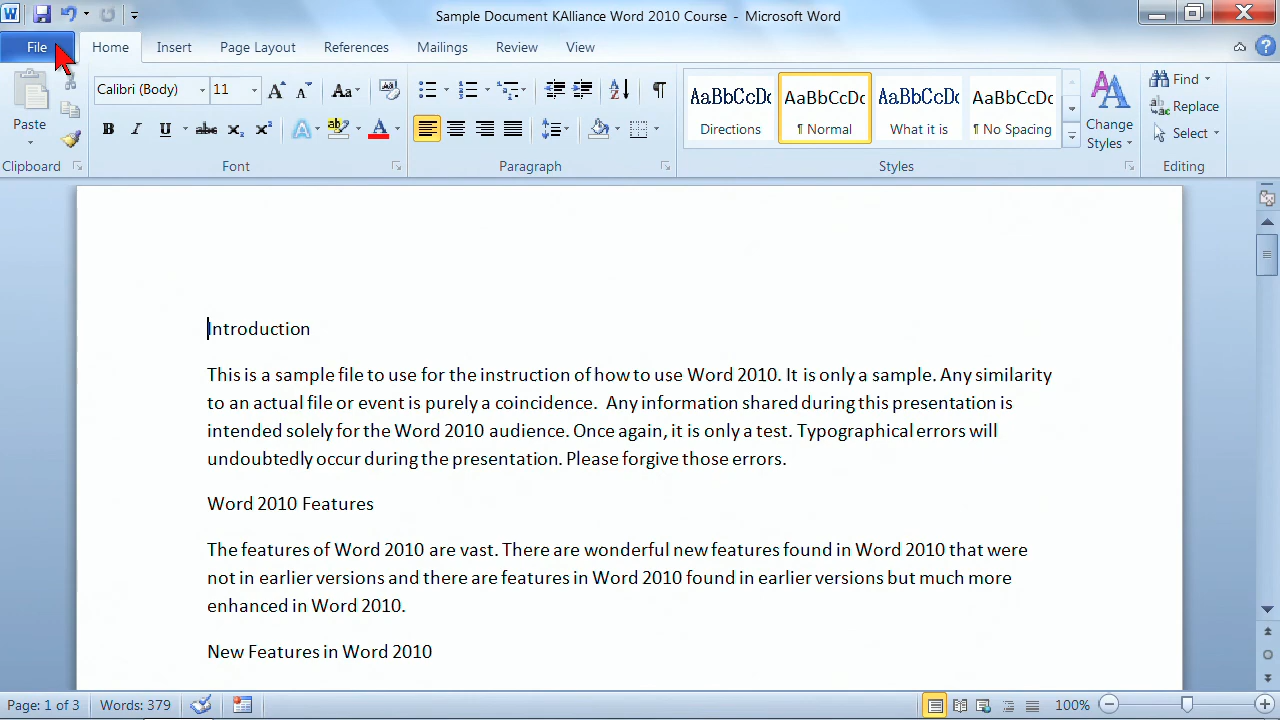 Sample Document KAlliance Word 2010 Course - Microsoft Word
File Home Insert Page Layout References Mailings Review View
Paste
Clipboard
Calibri (Body) 11
Font
Paragraph
AaBbCcDc AaBbCcDc AaBbCcDc AaBbCcDc
Directions ¶ Normal What it is ¶ No Spacing
Styles
Change
Styles
Find
Replace
Select
Editing
Introduction
This is a sample file to use for the instruction of how to use Word 2010. It is only a sample. Any similarity
to an actual file or event is purely a coincidence.  Any information shared during this presentation is
intended solely for the Word 2010 audience. Once again, it is only a test. Typographical errors will
undoubtedly occur during the presentation. Please forgive those errors.
Word 2010 Features
The features of Word 2010 are vast. There are wonderful new features found in Word 2010 that were
not in earlier versions and there are features in Word 2010 found in earlier versions but much more
enhanced in Word 2010.
New Features in Word 2010
Page: 1 of 3 Words: 379 100%